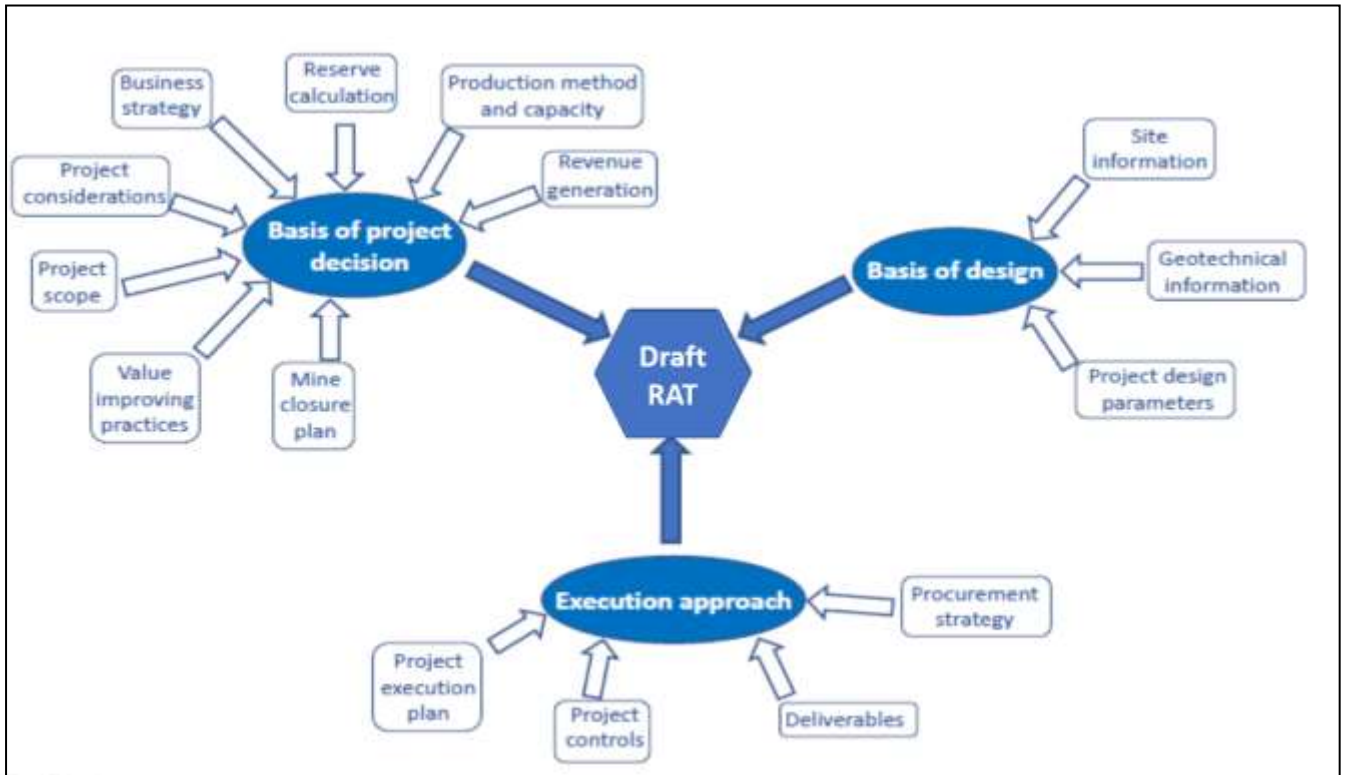 Business
strategy
Reserve
calculation
Production method
and capacity
Revenue
generation
Project
considerations
Project
scope
Value
improving
practices
Mine
closure
plan
Basis of project
decision
Site
information
Geotechnical
information
Project design
parameters
Basis of design
Draft
RAT
Execution approach
Procurement
strategy
Project
execution
plan
Project
controls
Deliverables